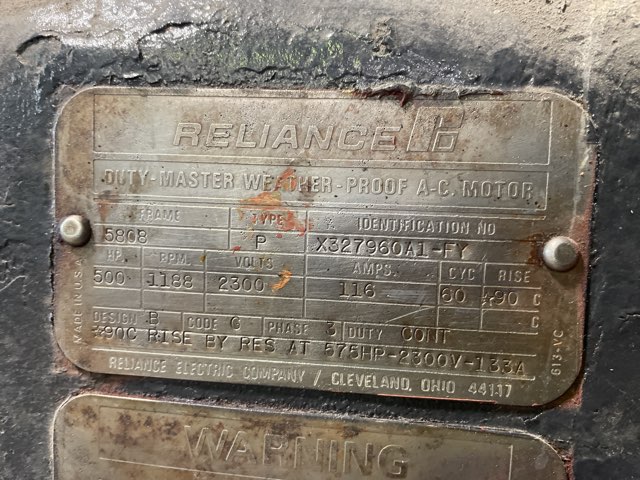 RELIANCE
DUTY-MASTER WEATHER-PROOF A-C. MOTOR
FRAME TYPE IDENTIFICATION NO
5808 P X327960A1-FY
HP. RPM. VOLTS AMPS. CYC RISE
500 1188 2300 116 60 *90 C
C
DESIGN B CODE G PHASE 3 DUTY CONT
*90C RISE BY RES AT 575HP-2300V-133A
RELIANCE ELECTRIC COMPANY / CLEVELAND, OHIO 44117
MADE IN U.S.A.
613-VC
WARNING